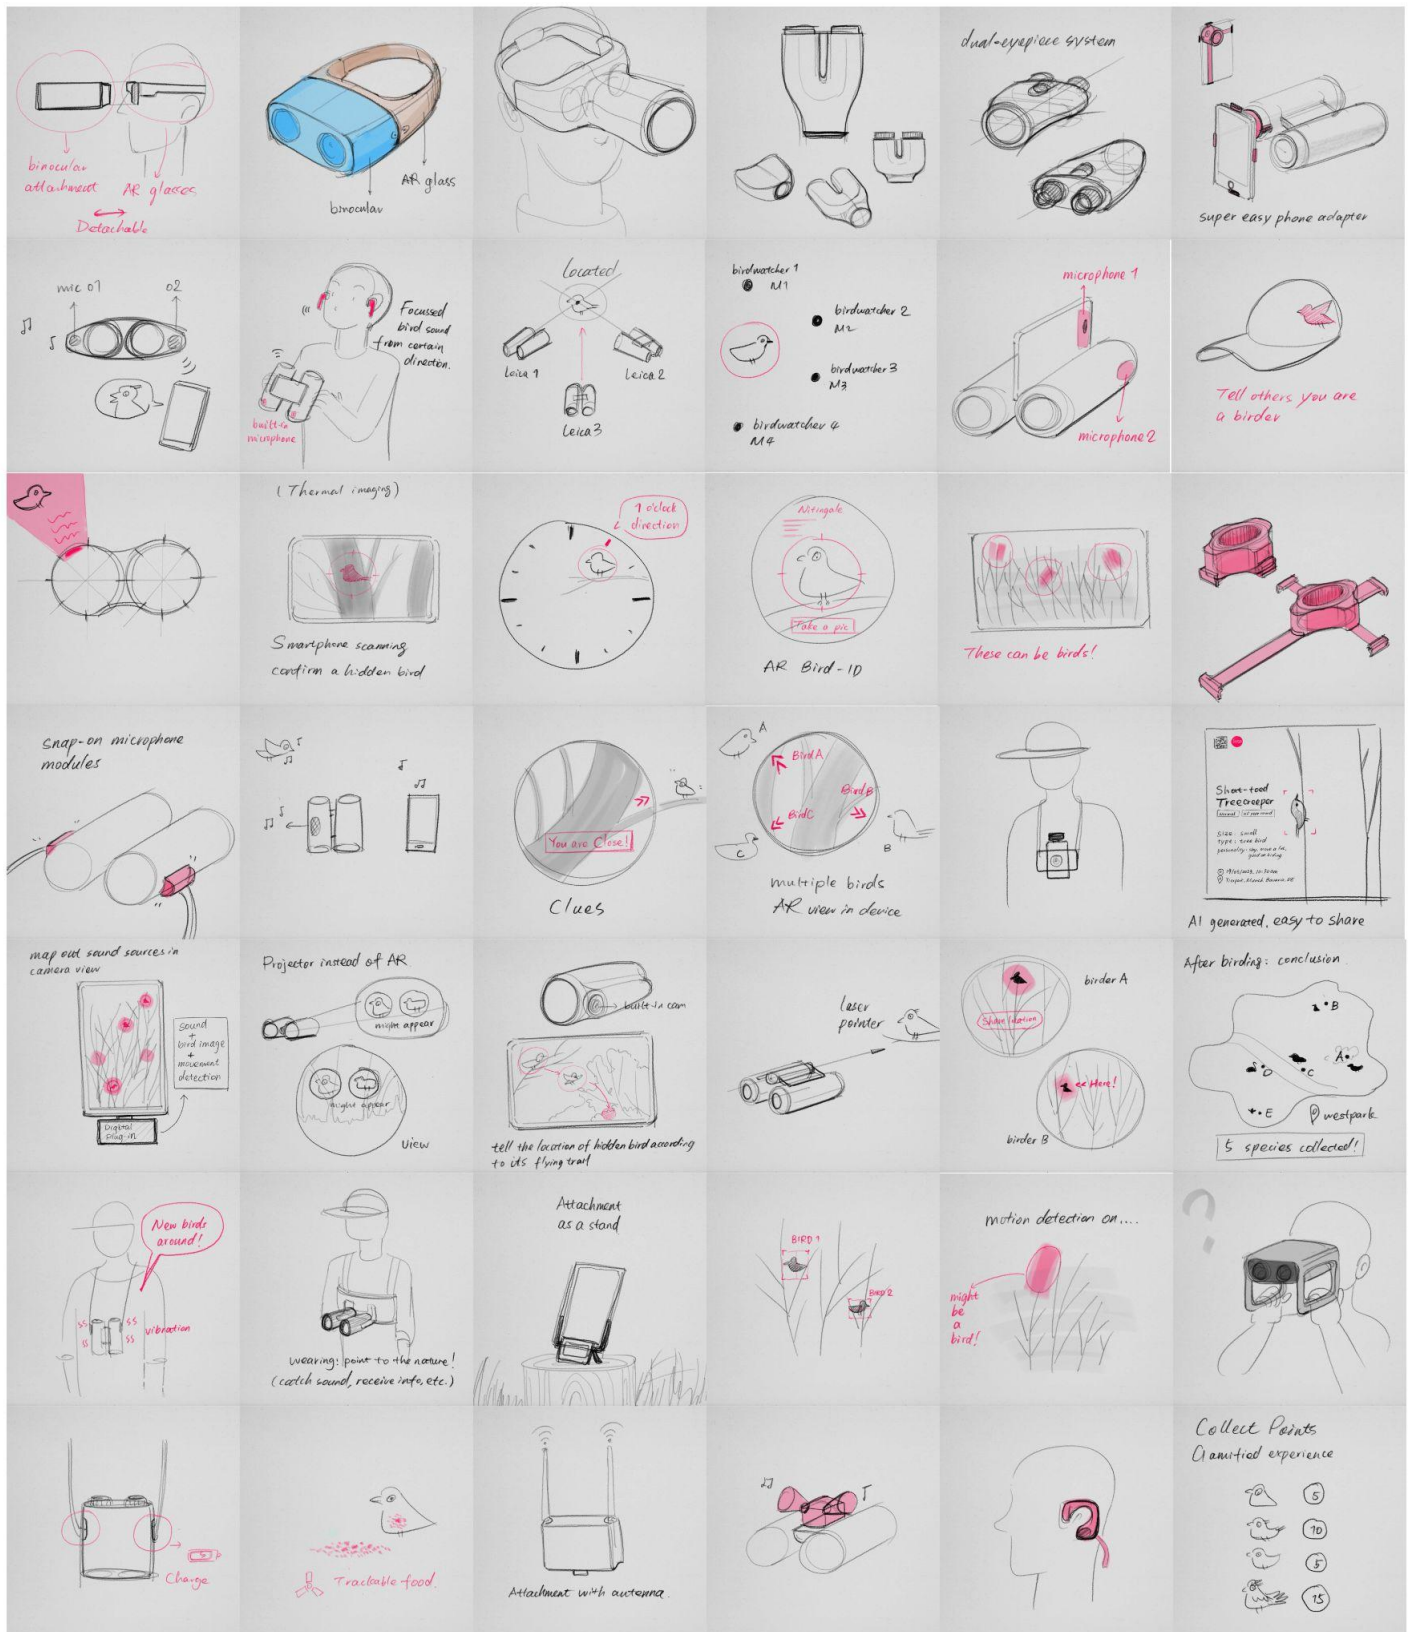 binocular
attachment
AR glasses
Detachable
AR glass
binocular
dual-eyepiece system
super easy phone adapter
mic 01
02
Focussed
bird sound
from certain
direction.
built-in
microphone
Located
Leica 1
Leica 2
Leica 3
birdwatcher 1
M1
birdwatcher 2
M2
birdwatcher 3
M3
birdwatcher 4
M4
microphone 1
microphone 2
Tell others you are
a birder
(Thermal imaging)
Smartphone scanning
confirm a hidden bird
1 o'clock
direction
Nitingale
Take a pic
AR Bird-ID
These can be birds!
snap-on microphone
modules
You are Close!
Clues
A
Bird A
Bird B
Bird C
C
B
multiple birds
AR view in device
Short-toed
Treecreeper
Size: small
type: tree bird
AI generated, easy to share
map out sound sources in
camera view
Sound
+
bird image
+
movement
detection
Digital
plug-in
Projector instead of AR
might appear
might appear
View
built-in cam
tell the location of hidden bird according
to its flying trail
laser
pointer
birder A
<< Here!
birder B
After birding: conclusion
B
A
D
C
E
westpark
5 species collected!
New birds
around!
ss
ss
ss
ss
vibration
wearing: point to the nature!
(catch sound, receive info, etc.)
Attachment
as a stand
BIRD 1
BIRD 2
motion detection on....
might
be
a
bird!
?
Charge
Trackable food.
Attachment with antenna.
Collect Points
Gamified experience
5
10
5
15